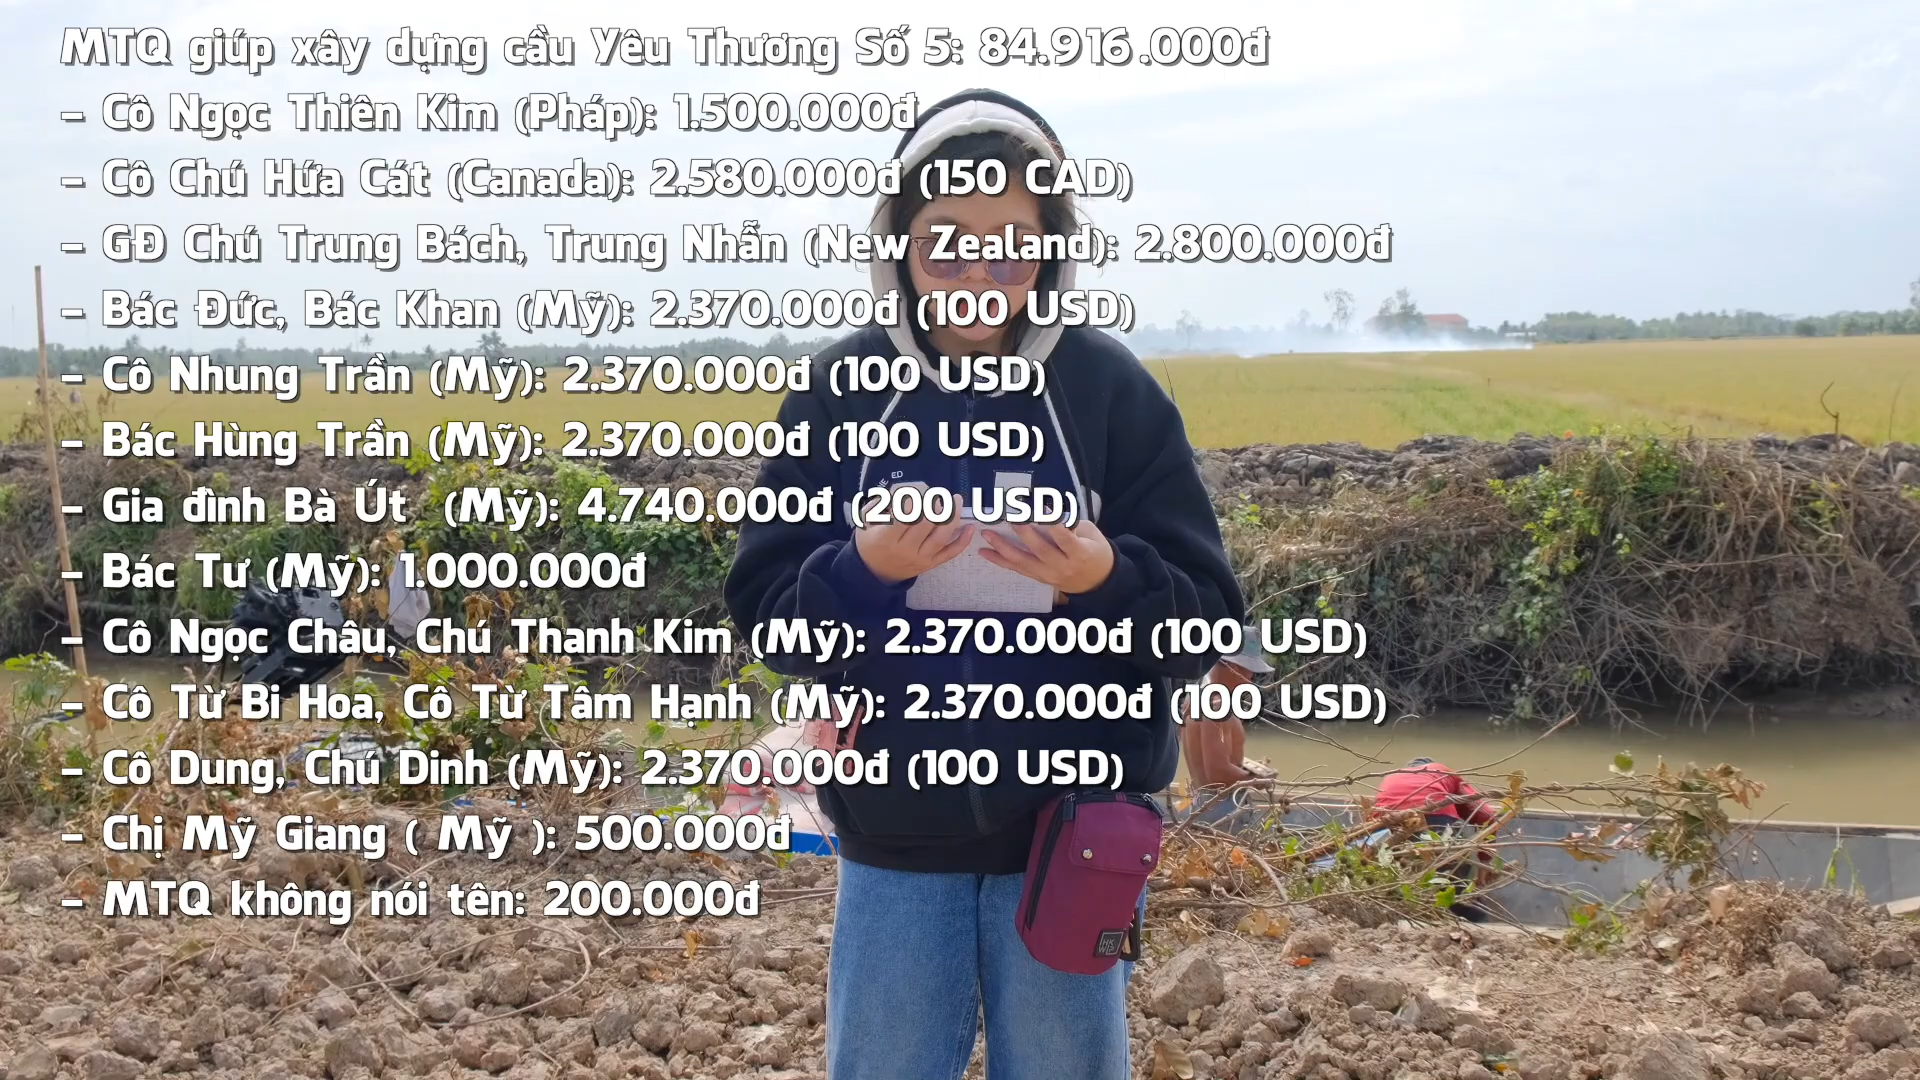 MTQ giúp xây dựng cầu Yêu Thương Số 5: 84.916.000đ
- Cô Ngọc Thiên Kim (Pháp): 1.500.000đ
- Cô Chú Hứa Cát (Canada): 2.580.000đ (150 CAD)
- GĐ Chú Trung Bách, Trung Nhẫn (New Zealand): 2.800.000đ
- Bác Đức, Bác Khan (Mỹ): 2.370.000đ (100 USD)
- Cô Nhung Trần (Mỹ): 2.370.000đ (100 USD)
- Bác Hùng Trần (Mỹ): 2.370.000đ (100 USD)
- Gia đình Bà Út (Mỹ): 4.740.000đ (200 USD)
- Bác Tư (Mỹ): 1.000.000đ
- Cô Ngọc Châu, Chú Thanh Kim (Mỹ): 2.370.000đ (100 USD)
- Cô Từ Bi Hoa, Cô Từ Tâm Hạnh (Mỹ): 2.370.000đ (100 USD)
- Cô Dung, Chú Dinh (Mỹ): 2.370.000đ (100 USD)
- Chị Mỹ Giang ( Mỹ ): 500.000đ
- MTQ không nói tên: 200.000đ
ED
HK
WIP